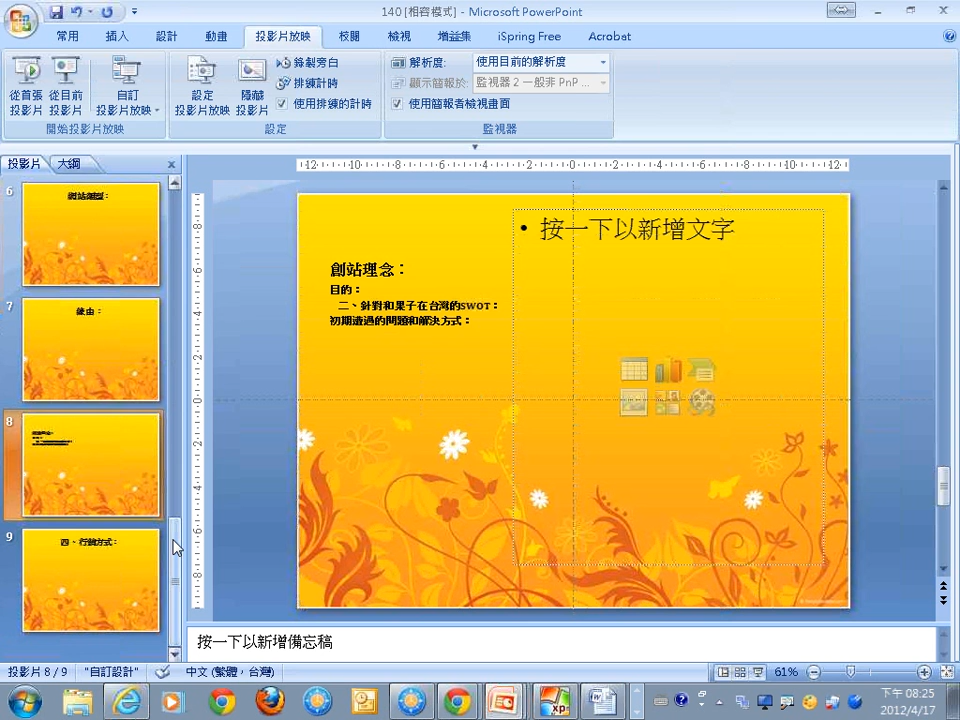 140 [相容模式] - Microsoft PowerPoint
常用 插入 設計 動畫 投影片放映 校閱 檢視 增益集 iSpring Free Acrobat
從首張投影片 從目前投影片 自訂投影片放映 設定投影片放映 隱藏投影片
錄製旁白
排練計時
使用排練的計時
解析度: 使用目前的解析度
顯示簡報於: 監視器 2 一般非 PnP ...
使用簡報者檢視畫面
開始投影片放映 設定 監視器
投影片 大綱
6
網站雛型：
7
緣由：
8
9
四、行銷方式：
按一下以新增文字
創站理念：
目的：
二、針對和果子在台灣的SWOT：
初期遭遇的問題和解決方式：
按一下以新增備忘稿
投影片 8 / 9 "自訂設計" 中文 (繁體，台灣) 61%
下午 08:25
2012/4/17